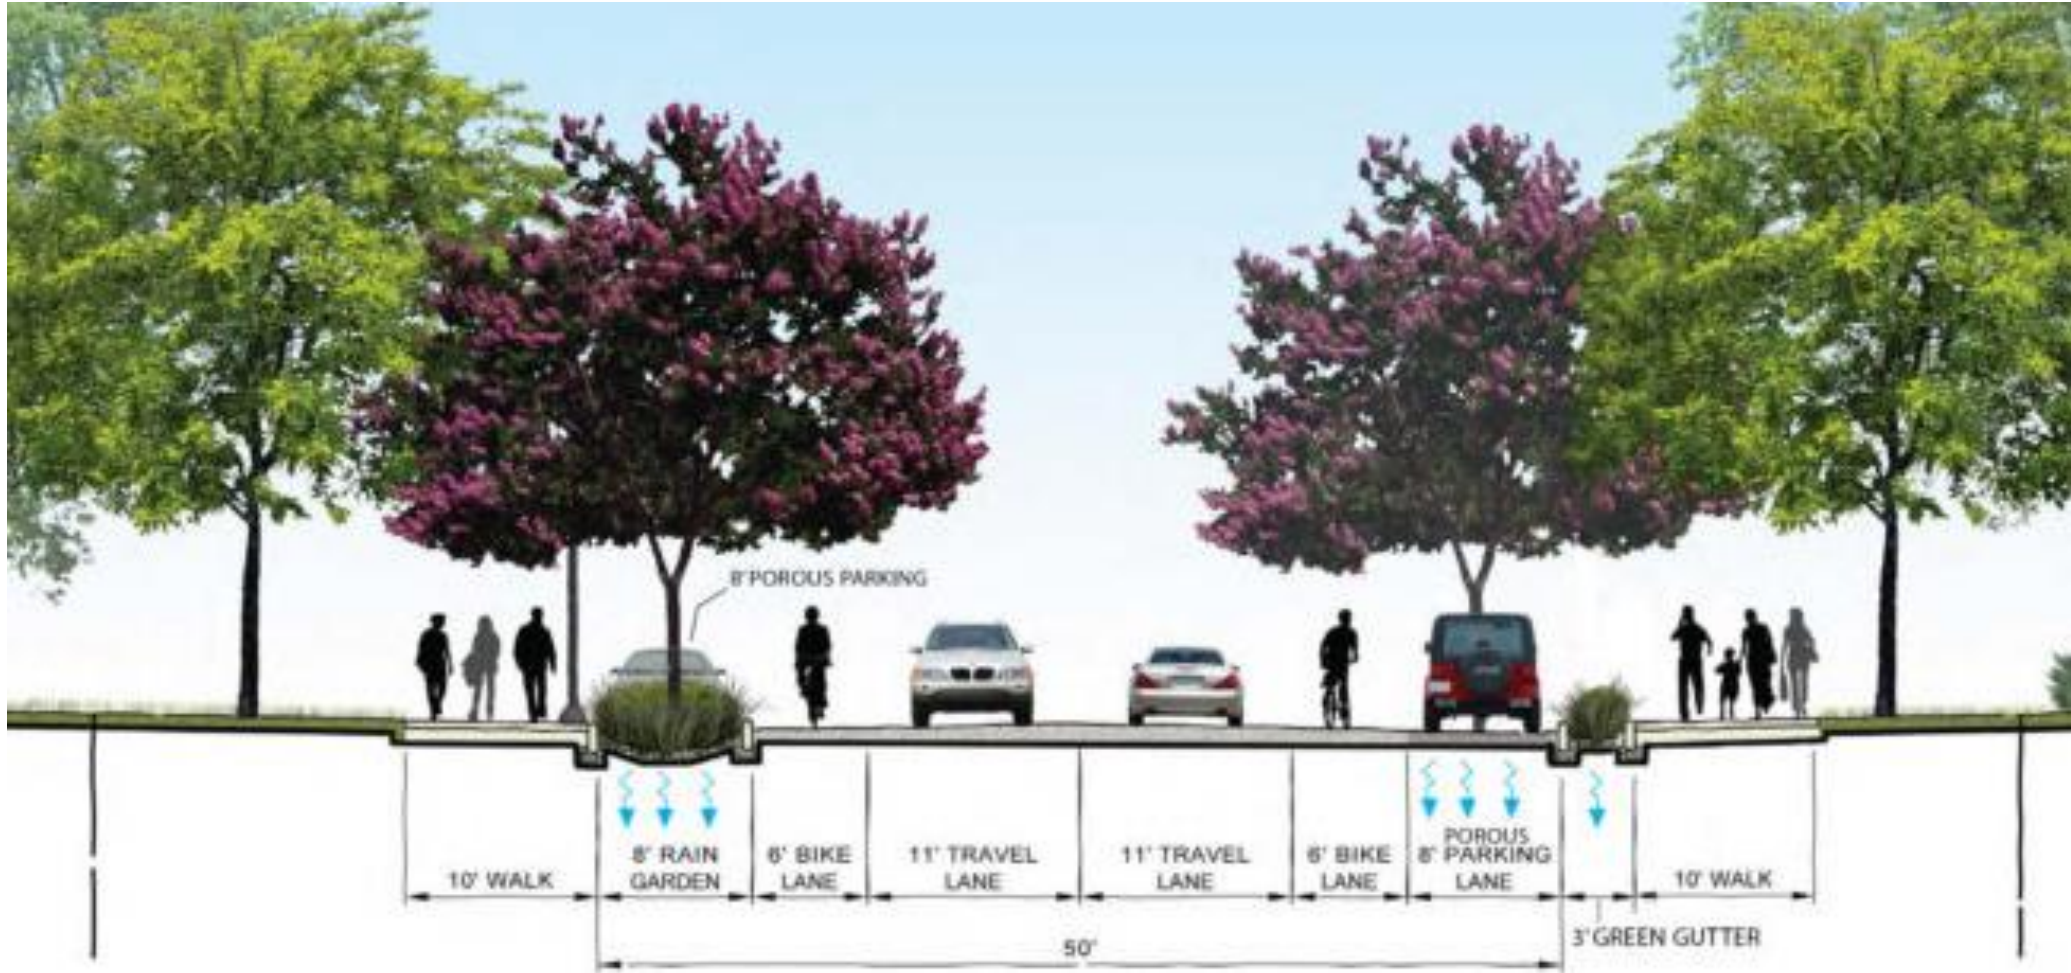 8' POROUS PARKING
10' WALK
8' RAIN
GARDEN
6' BIKE
LANE
11' TRAVEL
LANE
11' TRAVEL
LANE
6' BIKE
LANE
POROUS
8' PARKING
LANE
10' WALK
3' GREEN GUTTER
50'